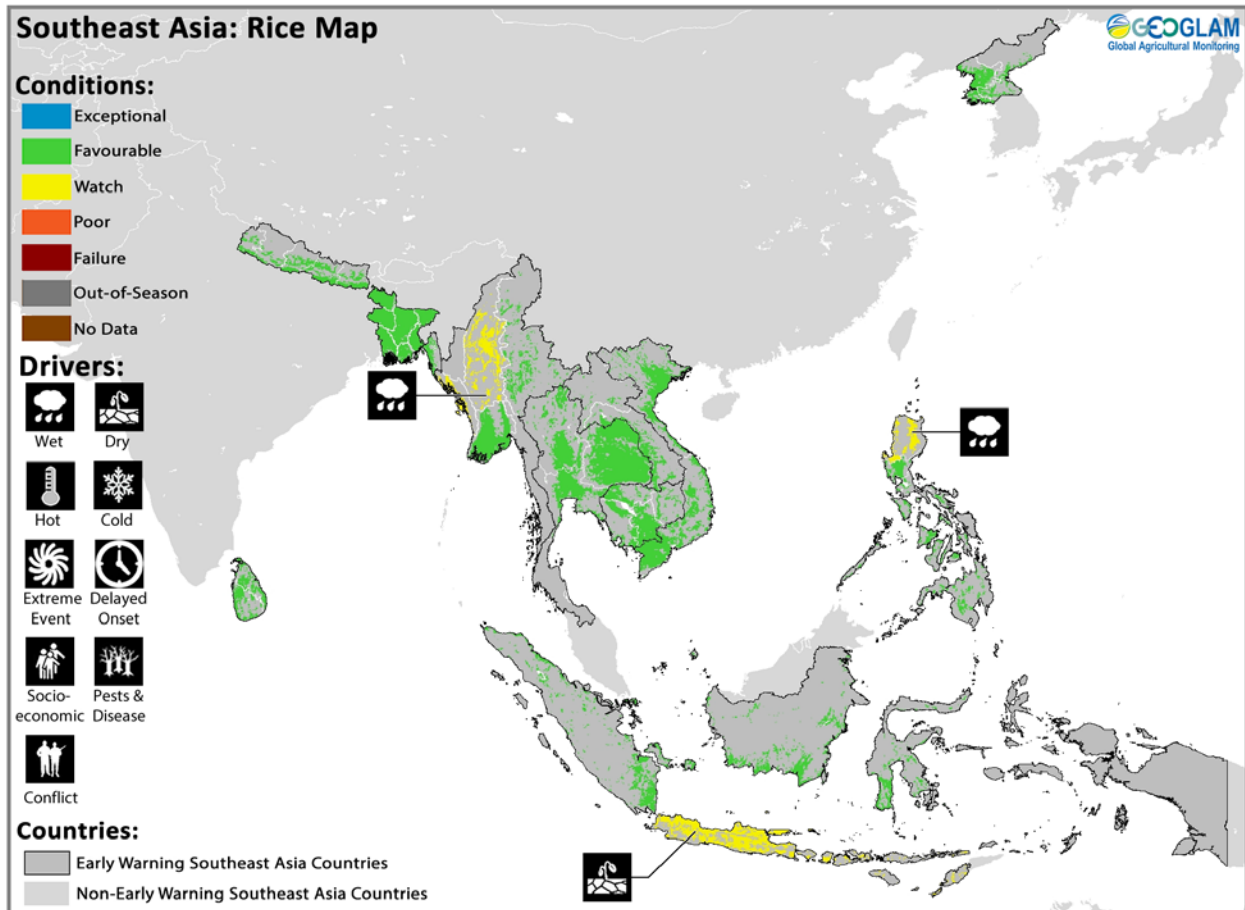 Southeast Asia: Rice Map
GEOGLAM
Global Agricultural Monitoring
Conditions:
Exceptional
Favourable
Watch
Poor
Failure
Out-of-Season
No Data
Drivers:
Wet
Dry
Hot
Cold
Extreme
Event
Delayed
Onset
Socio-
economic
Pests &
Disease
Conflict
Countries:
Early Warning Southeast Asia Countries
Non-Early Warning Southeast Asia Countries